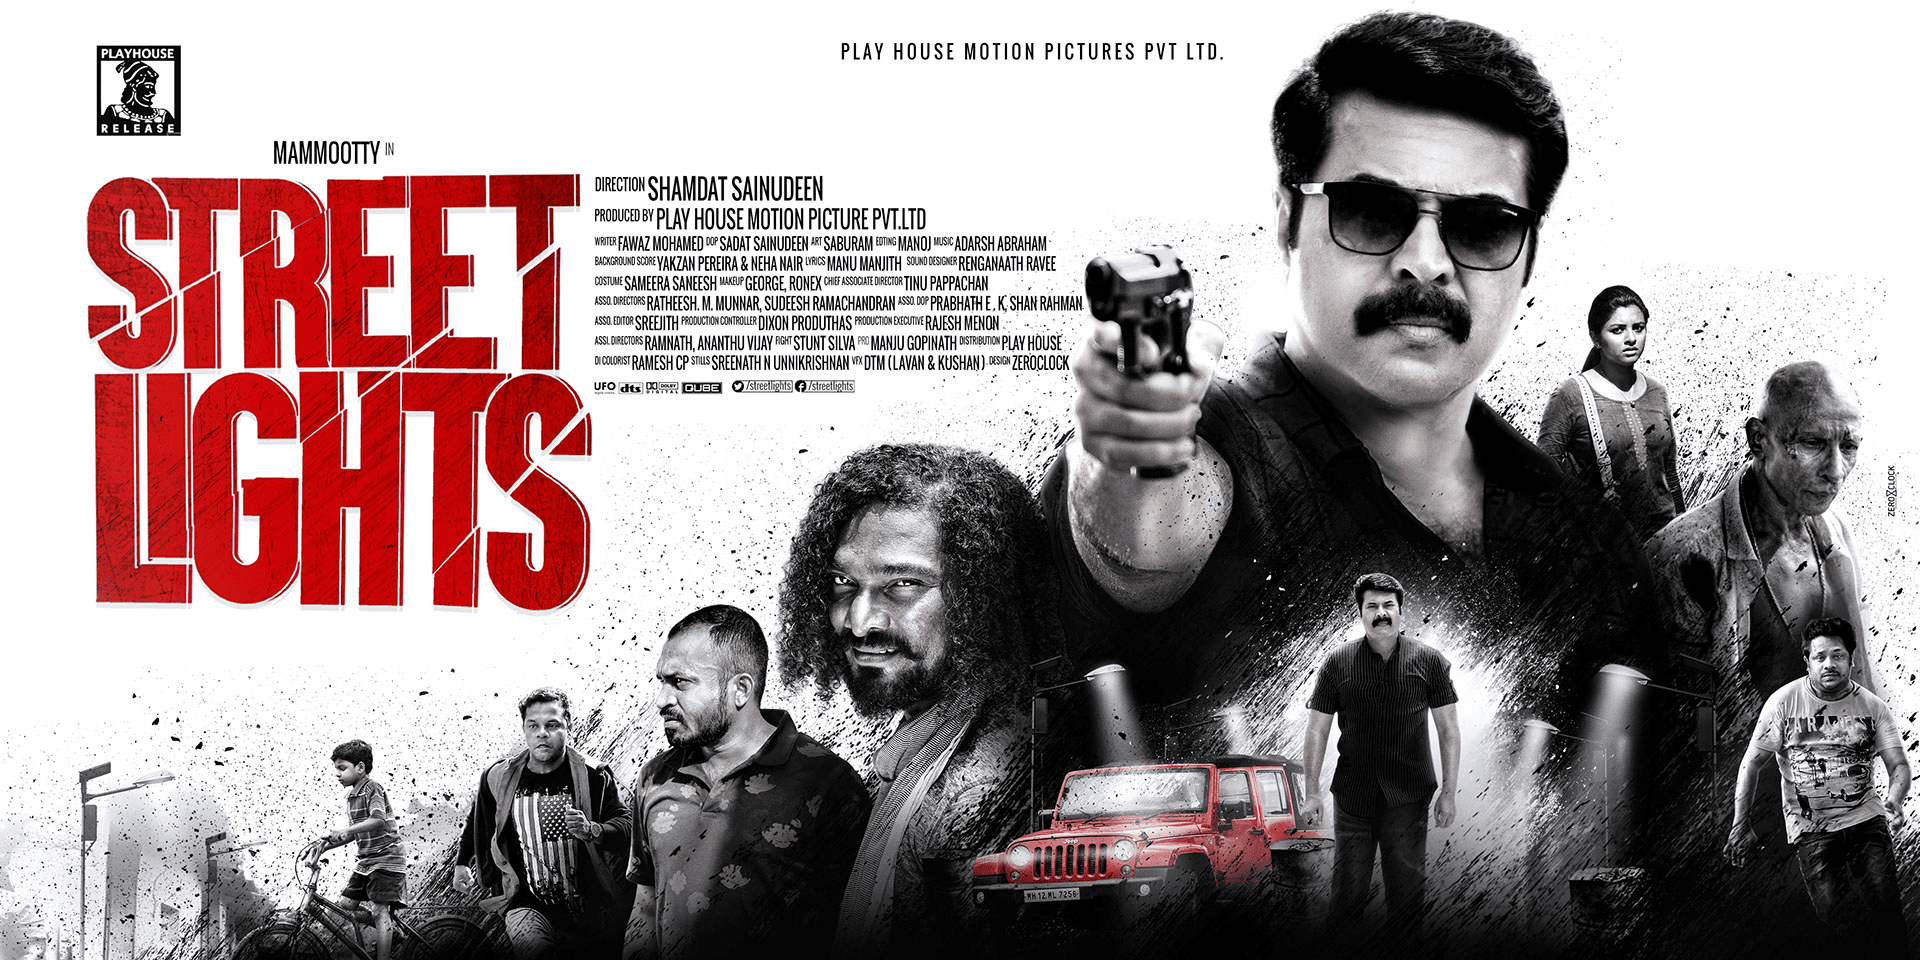 PLAYHOUSE
RELEASE
PLAY HOUSE MOTION PICTURES PVT LTD.
MAMMOOTTY IN
STREET
LIGHTS
DIRECTION SHAMDAT SAINUDEEN
PRODUCED BY PLAY HOUSE MOTION PICTURE PVT.LTD
WRITER FAWAZ MOHAMED DOP SADAT SAINUDEEN ART SABURAM EDTING MANOJ MUSIC ADARSH ABRAHAM
BACKGROUND SCORE YAKZAN PEREIRA & NEHA NAIR LYRICS MANU MANJITH SOUND DESIGNER RENGANAATH RAVEE
COSTUME SAMEERA SANEESH MAKEUP GEORGE, RONEX CHIEF ASSOCIATE DIRECTOR TINU PAPPACHAN
ASSO. DIRECTORS RATHEESH. M. MUNNAR, SUDEESH RAMACHANDRAN ASSO. DOP PRABHATH E. K, SHAN RAHMAN
ASSO. EDITOR SREEJITH PRODUCTION CONTROLLER DIXON PRODUTHAS PRODUCTION EXECUTIVE RAJESH MENON
ASSI. DIRECTORS RAMNATH, ANANTHU VIJAY FIGHT STUNT SILVA PRO MANJU GOPINATH DISTRIBUTION PLAY HOUSE
DI COLORIST RAMESH CP STILLS SREENATH N UNNIKRISHNAN VFX DTM (LAVAN & KUSHAN) DESIGN ZEROCLOCK
UFO dts DOLBY DIGITAL QUBE /streetlights /streetlights
ZEROXCLOCK
Jeep
MH 12 ML 7258